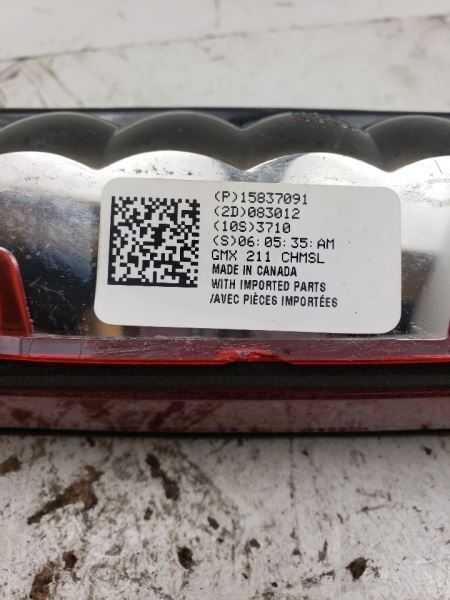 (P)15837091
(2D)083012
(10S)3710
(S)06:05:35:AM
GMX 211 CHMSL
MADE IN CANADA
WITH IMPORTED PARTS
/AVEC PIÈCES IMPORTÉES